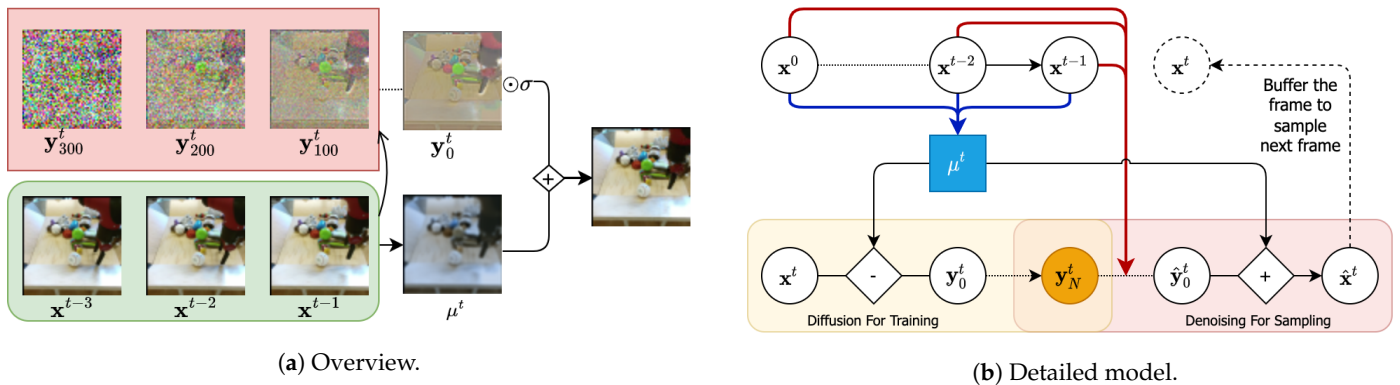 y^t_300 y^t_200 y^t_100 y^t_0 ⊙σ
+
x^{t−3} x^{t−2} x^{t−1} μ^t
(a) Overview.
x^0 x^{t−2} x^{t−1} x^t
Buffer the
frame to
sample
next frame
μ^t
x^t - y^t_0 y^t_N ŷ^t_0 + x̂^t
Diffusion For Training Denoising For Sampling
(b) Detailed model.